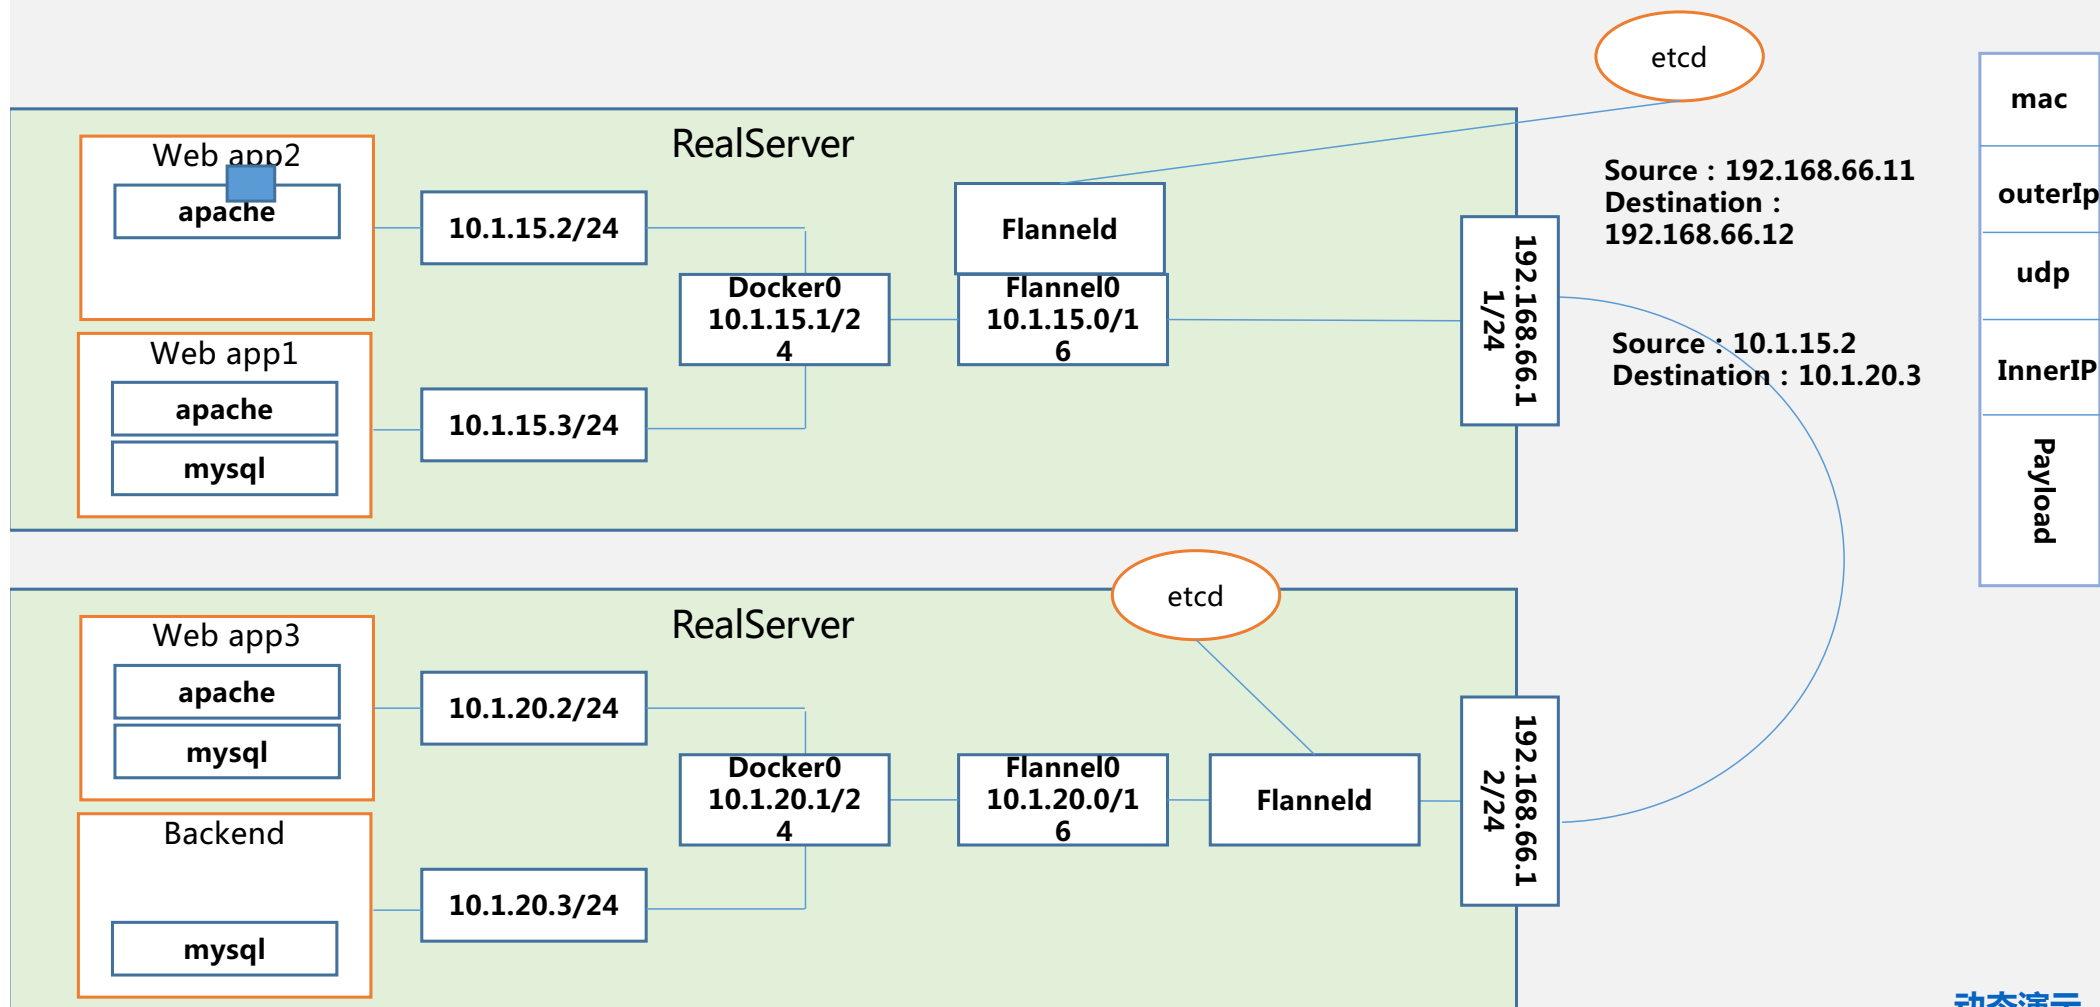 etcd
RealServer
Web app2
apache
10.1.15.2/24
Web app1
apache
mysql
10.1.15.3/24
Docker0
10.1.15.1/2
4
Flanneld
Flannel0
10.1.15.0/1
6
192.168.66.1
1/24
Source：192.168.66.11
Destination：
192.168.66.12
Source：10.1.15.2
Destination：10.1.20.3
mac
outerIp
udp
InnerIP
Payload
etcd
RealServer
Web app3
apache
mysql
10.1.20.2/24
Backend
mysql
10.1.20.3/24
Docker0
10.1.20.1/2
4
Flannel0
10.1.20.0/1
6
Flanneld
192.168.66.1
2/24
动态演示